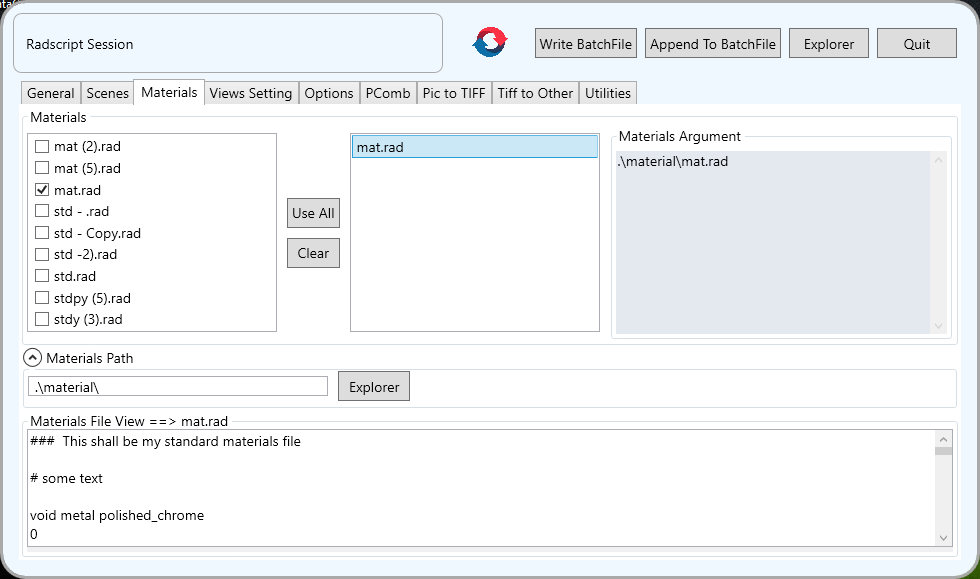 Radscript Session
Write BatchFile
Append To BatchFile
Explorer
Quit
General
Scenes
Materials
Views Setting
Options
PComb
Pic to TIFF
Tiff to Other
Utilities
Materials
mat (2).rad
mat (5).rad
mat.rad
std - .rad
std - Copy.rad
std -2).rad
std.rad
stdpy (5).rad
stdy (3).rad
Use All
Clear
mat.rad
Materials Argument
.\material\mat.rad
Materials Path
.\material\
Explorer
Materials File View ==> mat.rad
###  This shall be my standard materials file
# some text
void metal polished_chrome
0